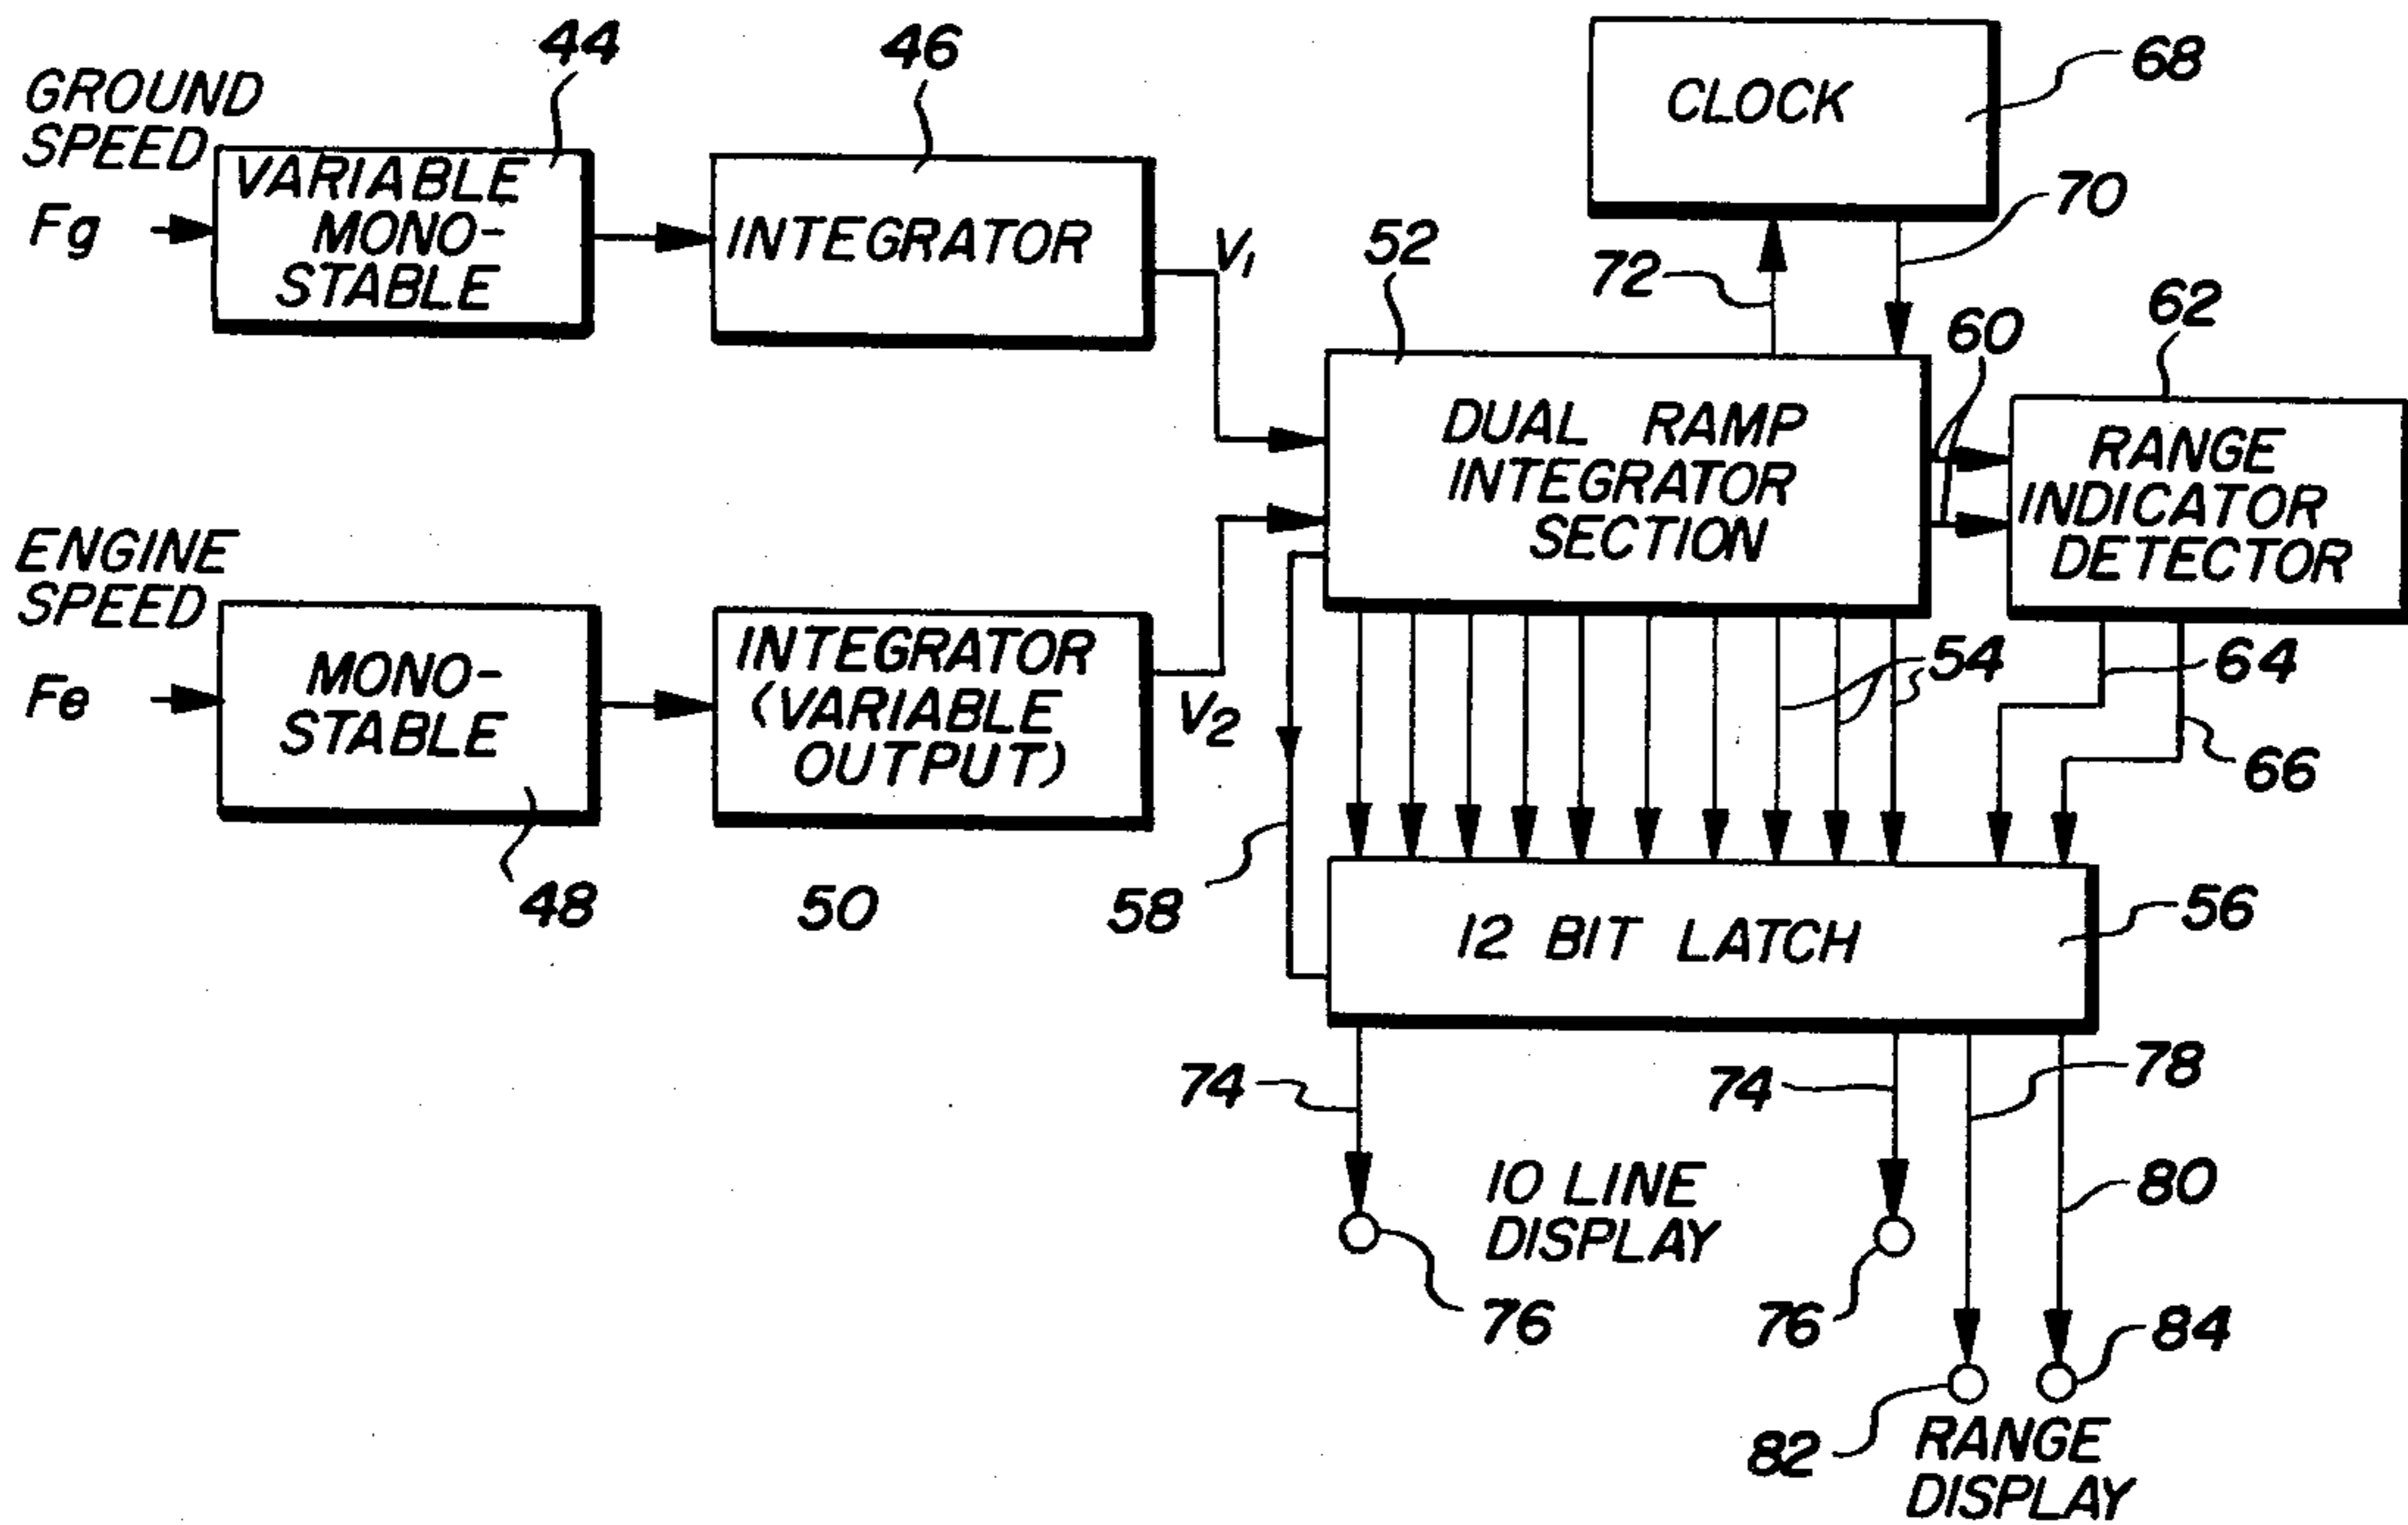 44
46
GROUND
SPEED
Fg
VARIABLE
MONO-
STABLE
INTEGRATOR
V1
CLOCK
68
70
72
52
60
62
DUAL RAMP
INTEGRATOR
SECTION
RANGE
INDICATOR
DETECTOR
ENGINE
SPEED
Fe
MONO-
STABLE
48
INTEGRATOR
(VARIABLE
OUTPUT)
50
V2
58
54
64
66
12 BIT LATCH
56
74
74
78
80
10 LINE
DISPLAY
76
76
82
84
RANGE
DISPLAY